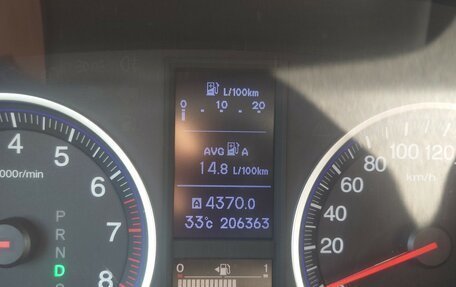 L/100km
0 10 20
AVG A
14.8 L/100km
A 4370.0
33°C 206363
0 1
4 5 6 7 8 8
000r/min
P
R
N
D
20 40 60 80 100 120
km/h